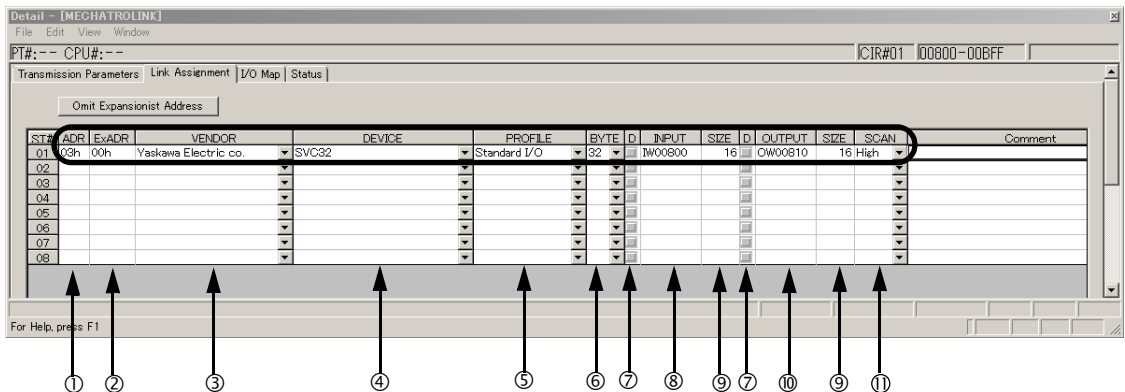 Detail - [MECHATROLINK]
File Edit View Window
PT#:-- CPU#:-- CIR#01 00800-00BFF
Transmission Parameters Link Assignment I/O Map Status
Omit Expansionist Address
ST# ADR ExADR VENDOR DEVICE PROFILE BYTE D INPUT SIZE D OUTPUT SIZE SCAN Comment
01 03h 00h Yaskawa Electric co. SVC32 Standard I/O 32 IW00800 16 OW00810 16 High
02
03
04
05
06
07
08
For Help, press F1
① ② ③ ④ ⑤ ⑥ ⑦ ⑧ ⑨ ⑦ ⑩ ⑨ ⑪